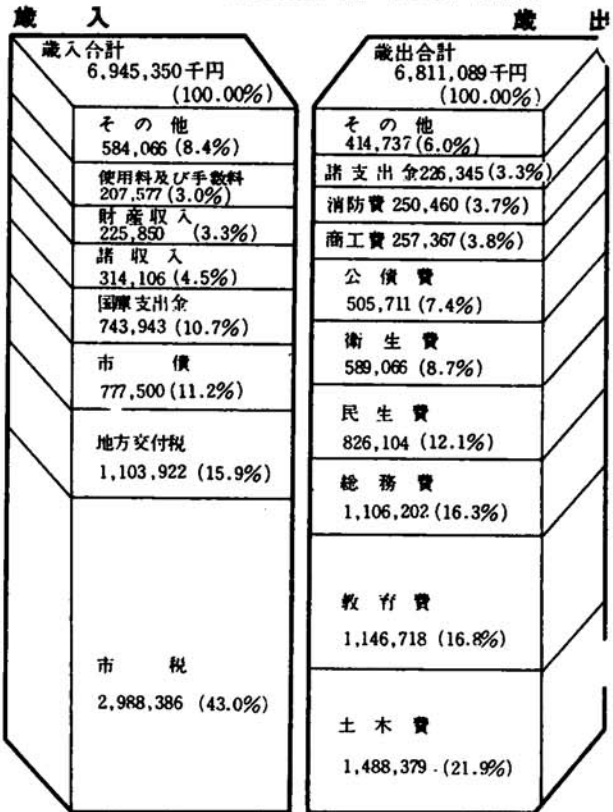 歳入
歳入合計
6,945,350千円
(100.00%)
その他
584,066 (8.4%)
使用料及び手数料
207,577 (3.0%)
財産収入
225,850 (3.3%)
諸収入
314,106 (4.5%)
国庫支出金
743,943 (10.7%)
市債
777,500 (11.2%)
地方交付税
1,103,922 (15.9%)
市税
2,988,386 (43.0%)
歳出
歳出合計
6,811,089千円
(100.00%)
その他
414,737 (6.0%)
諸支出金226,345 (3.3%)
消防費 250,460 (3.7%)
商工費 257,367 (3.8%)
公債費
505,711 (7.4%)
衛生費
589,066 (8.7%)
民生費
826,104 (12.1%)
総務費
1,106,202 (16.3%)
教育費
1,146,718 (16.8%)
土木費
1,488,379 (21.9%)